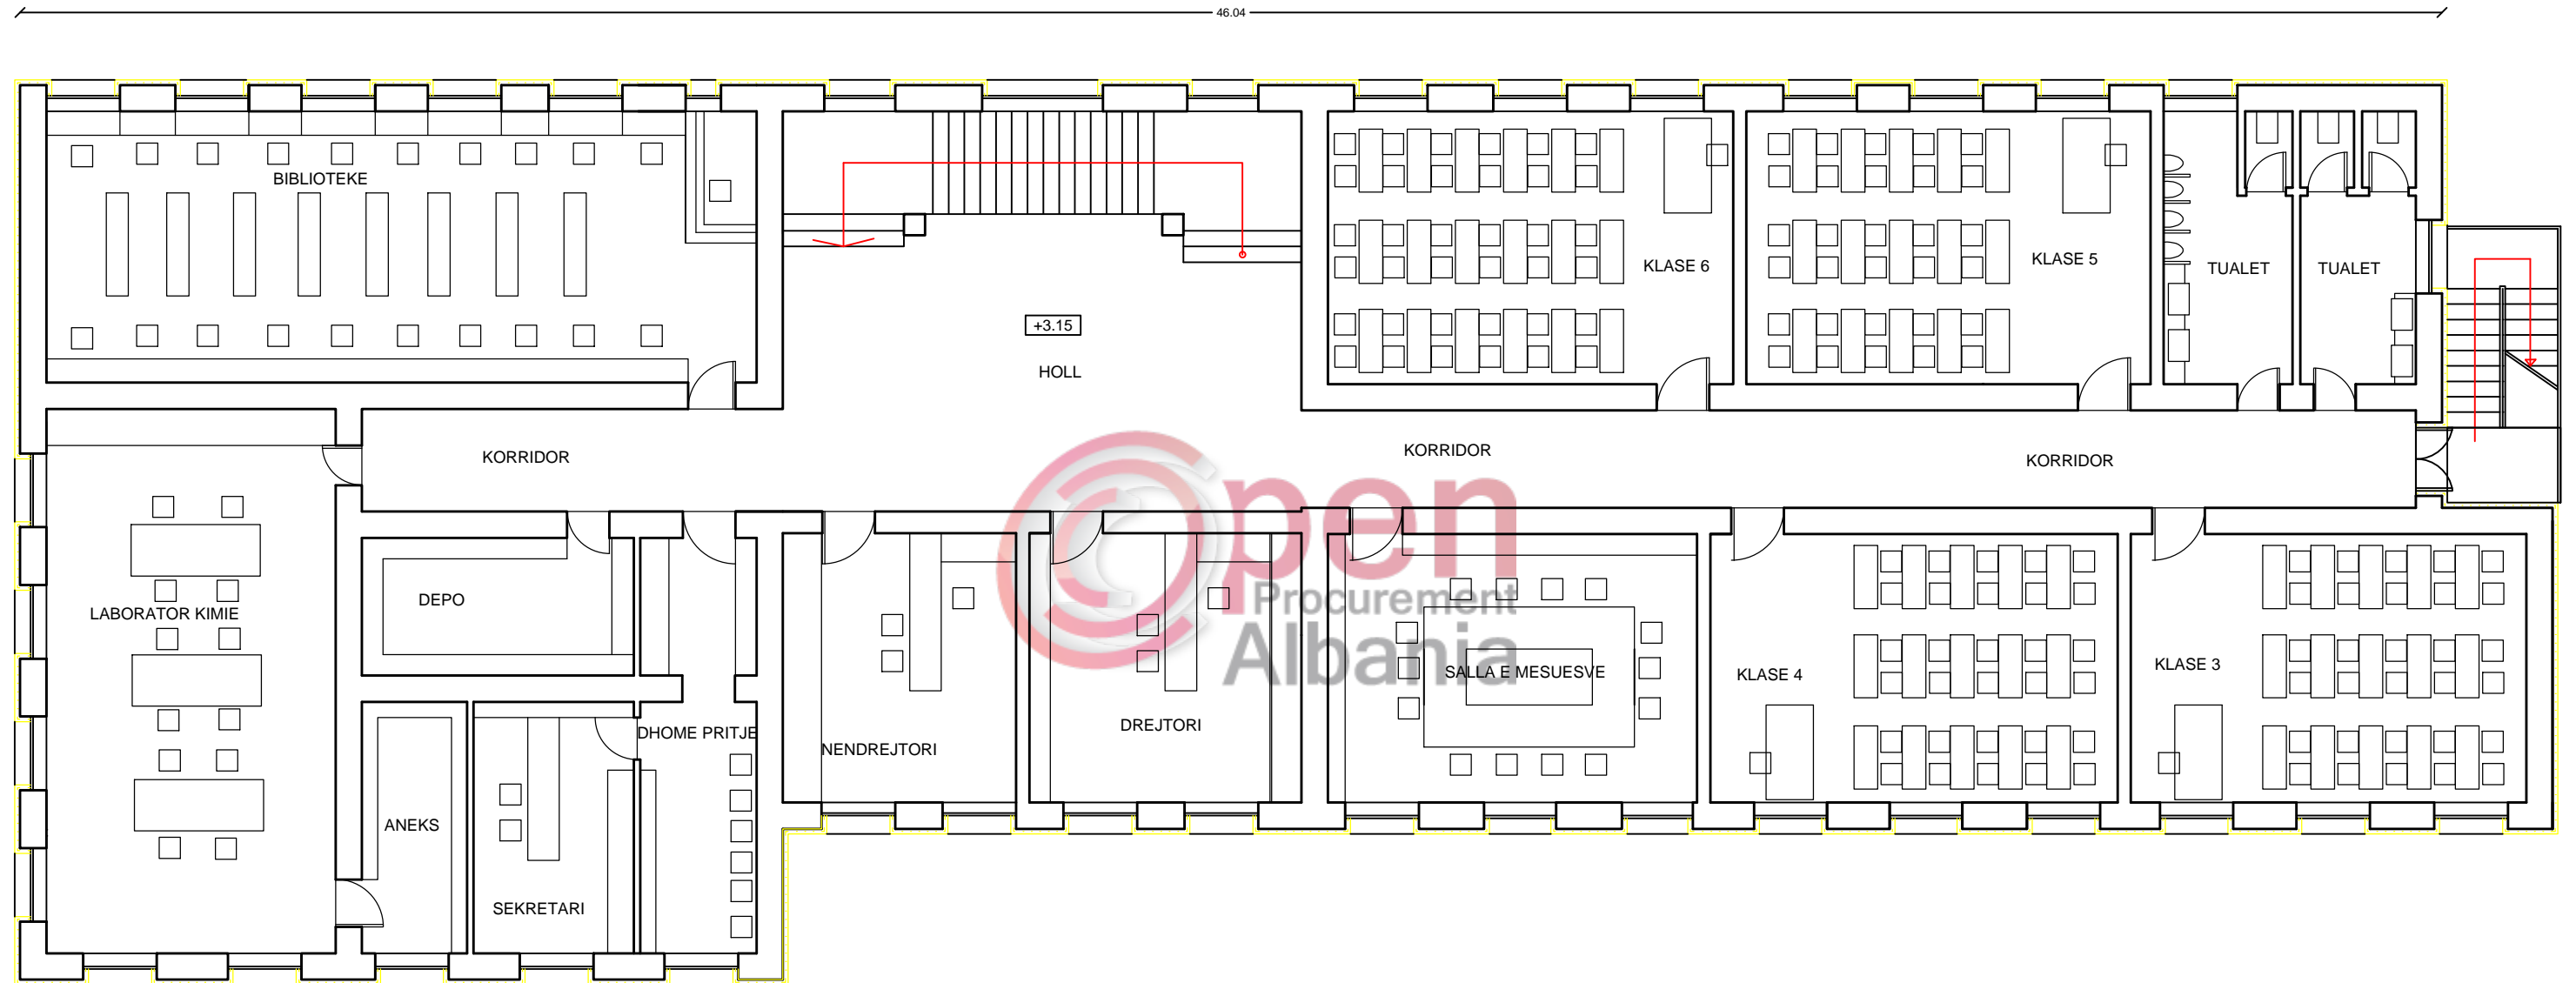 46.04
BIBLIOTEKE
KLASE 6
KLASE 5
TUALET
TUALET
+3.15
HOLL
KORRIDOR
KORRIDOR
KORRIDOR
Open
Procurement
Albania
DEPO
LABORATOR KIMIE
SALLA E MESUESVE
KLASE 4
KLASE 3
DHOME PRITJE
NENDREJTORI
DREJTORI
ANEKS
SEKRETARI